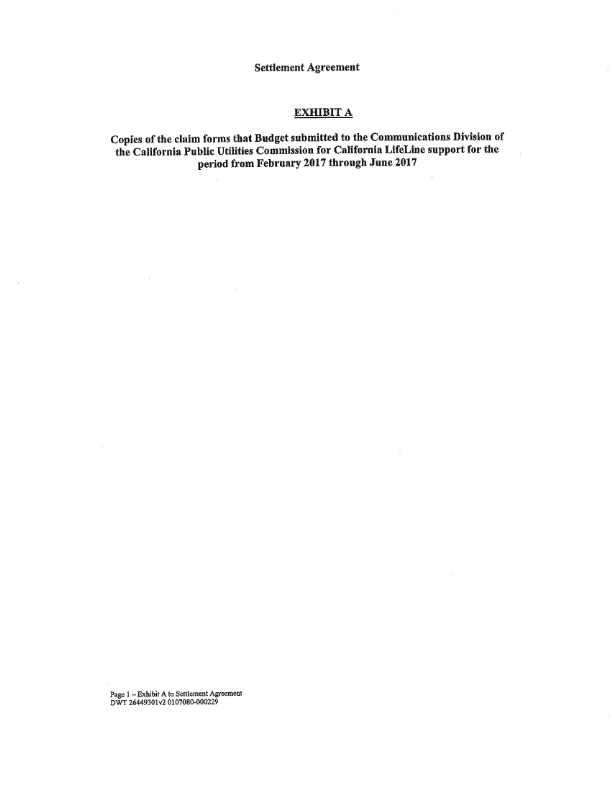 Settlement Agreement
EXHIBIT A
Copies of the claim forms that Budget submitted to the Communications Division of
the California Public Utilities Commission for California LifeLine support for the
period from February 2017 through June 2017
Page 1 – Exhibit A to Settlement Agreement
DWT 26449301v2 0107080-000229